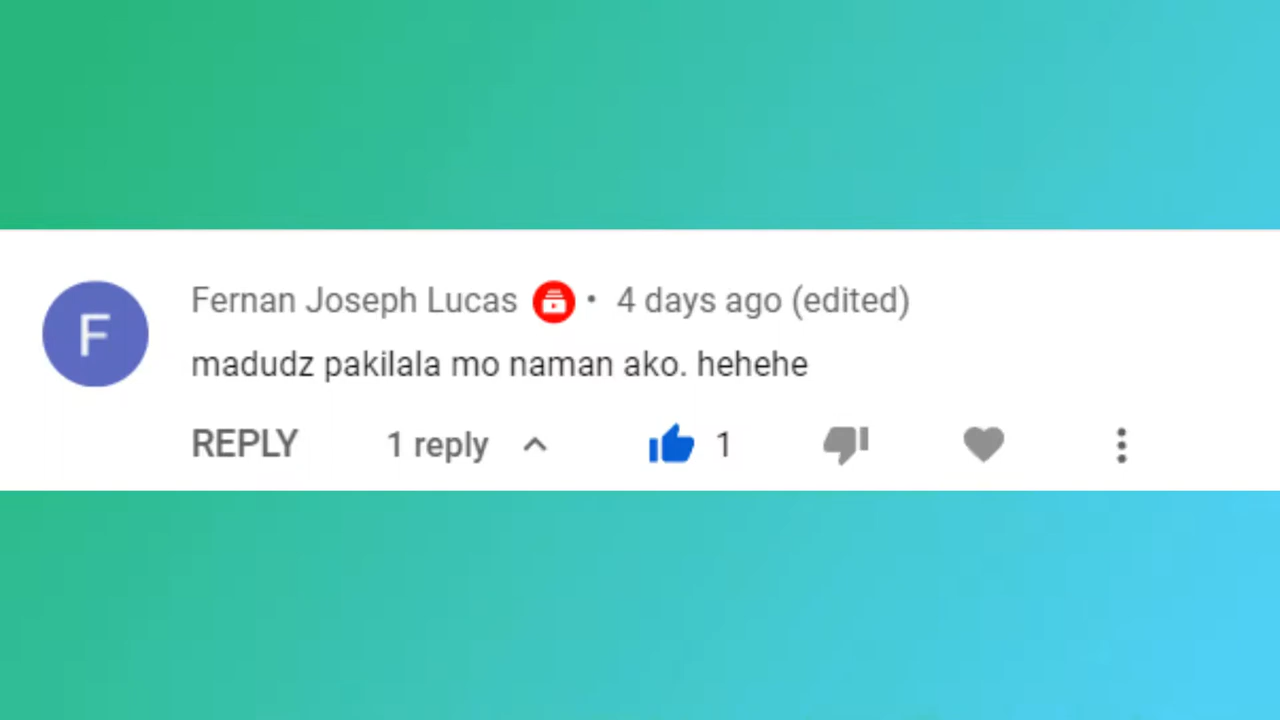 F
Fernan Joseph Lucas • 4 days ago (edited)
madudz pakilala mo naman ako. hehehe
REPLY 1 reply 1